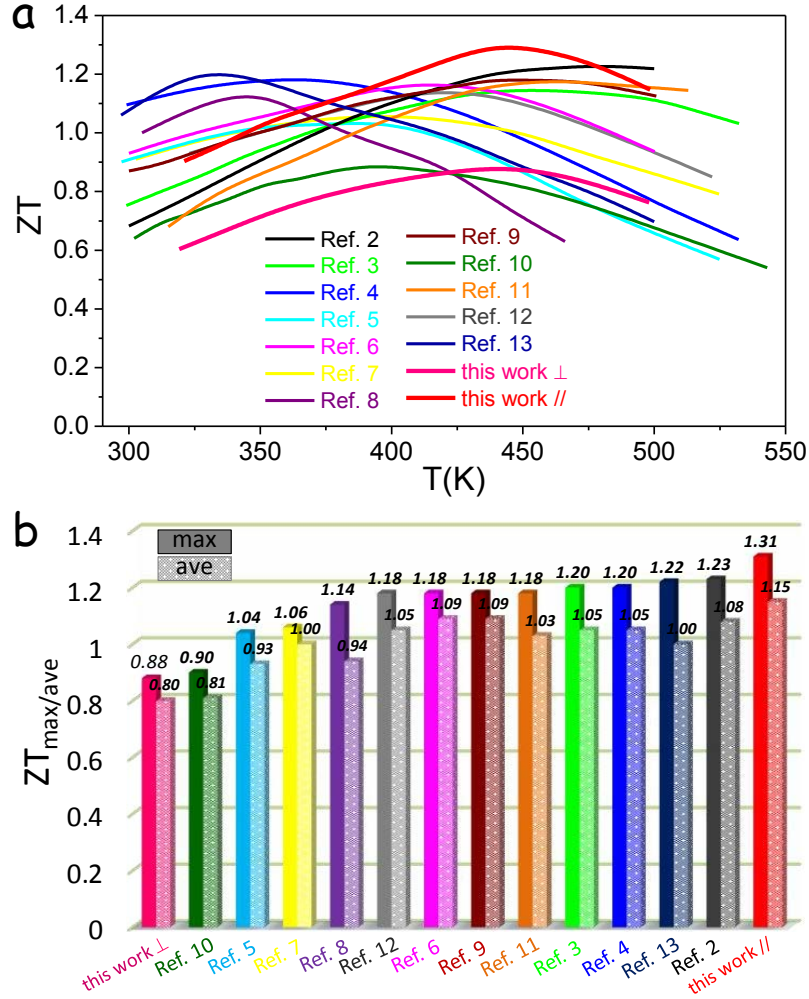 a
ZT
1.4
1.2
1.0
0.8
0.6
0.4
0.2
0.0
Ref. 2
Ref. 3
Ref. 4
Ref. 5
Ref. 6
Ref. 7
Ref. 8
Ref. 9
Ref. 10
Ref. 11
Ref. 12
Ref. 13
this work ⊥
this work //
300 350 400 450 500 550
T(K)
b
ZTmax/ave
1.4
1.2
1
0.8
0.6
0.4
0.2
0
max
ave
0.88 0.80
0.90 0.81
1.04 0.93
1.06 1.00
1.14 0.94
1.18 1.05
1.18 1.09
1.18 1.09
1.18 1.03
1.20 1.05
1.20 1.05
1.22 1.00
1.23 1.08
1.31 1.15
this work ⊥ Ref. 10 Ref. 5 Ref. 7 Ref. 8 Ref. 12 Ref. 6 Ref. 9 Ref. 11 Ref. 3 Ref. 4 Ref. 13 Ref. 2 this work //